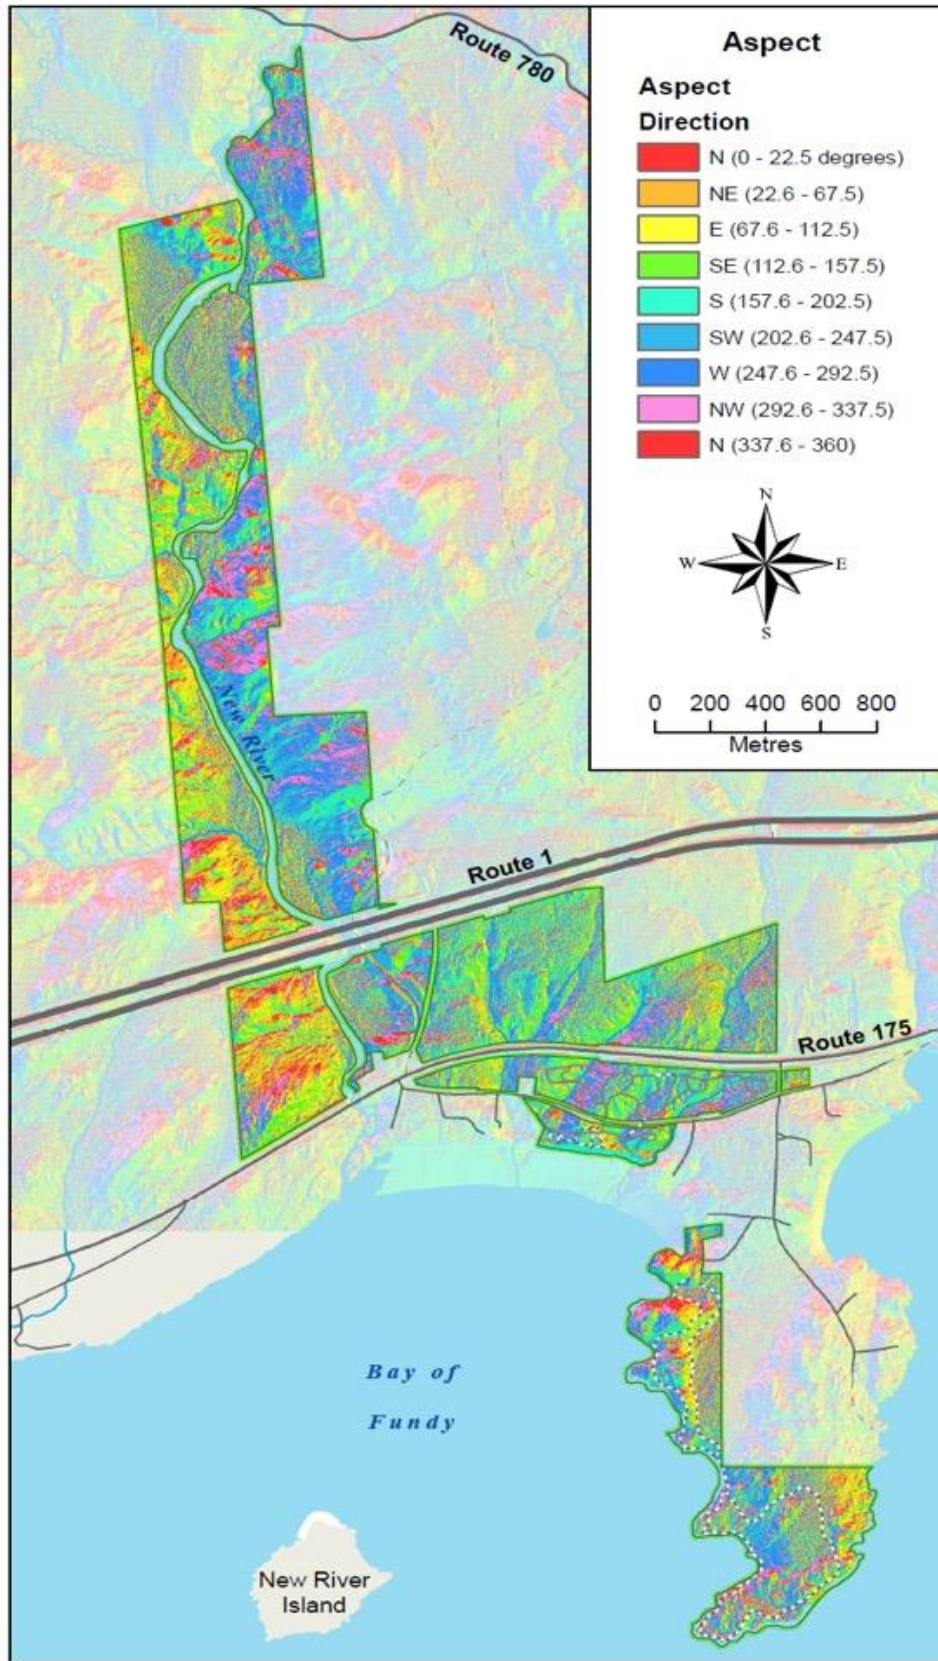 Route 780
Aspect
Aspect
Direction
N (0 - 22.5 degrees)
NE (22.6 - 67.5)
E (67.6 - 112.5)
SE (112.6 - 157.5)
S (157.6 - 202.5)
SW (202.6 - 247.5)
W (247.6 - 292.5)
NW (292.6 - 337.5)
N (337.6 - 360)
N
W E
S
0 200 400 600 800
Metres
New River
Route 1
Route 175
Bay of
Fundy
New River
Island